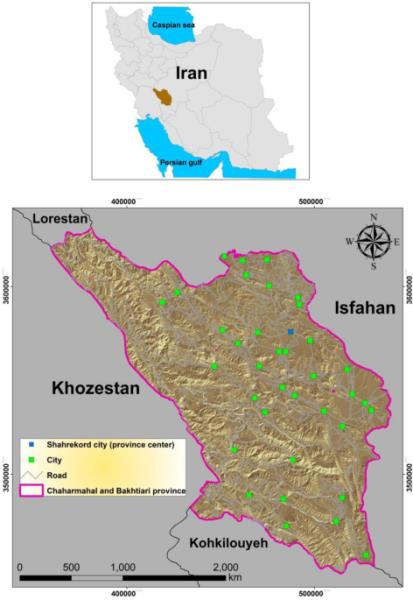 Caspian sea
Iran
Persian gulf
400000
500000
Lorestan
N
W
E
S
3600000
3600000
Isfahan
Khozestan
Shahrekord city (province center)
City
Road
Chaharmahal and Bakhtiari province
3500000
3500000
Kohkilouyeh
0
500
1,000
2,000
km
400000
500000